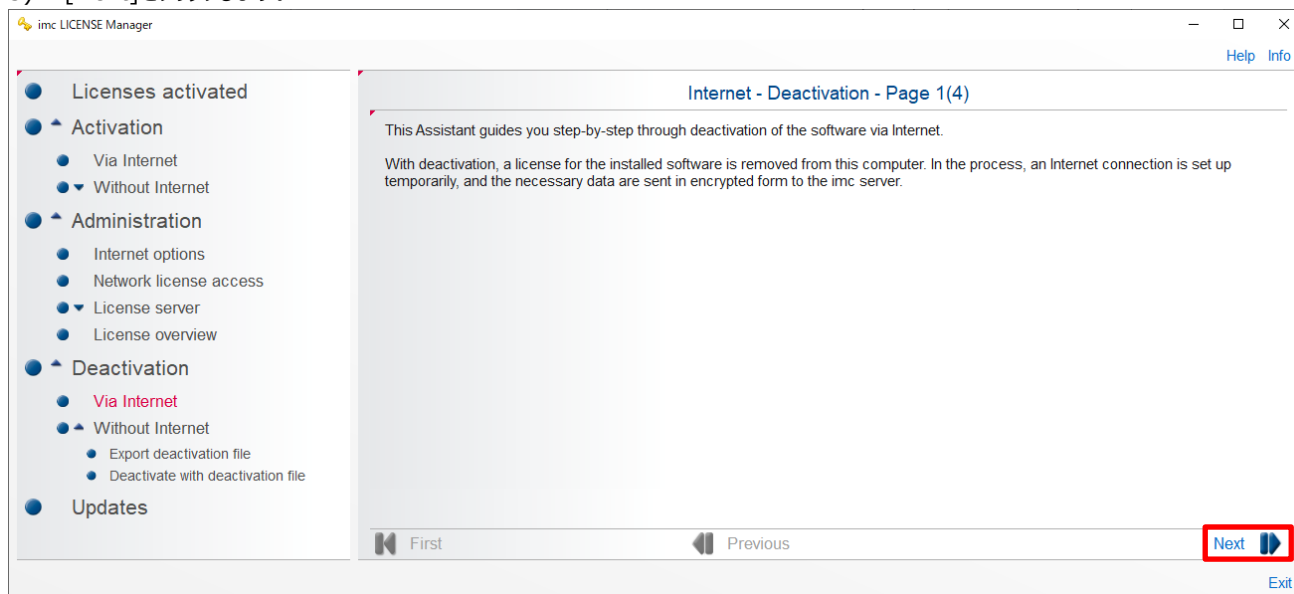 imc LICENSE Manager
Help Info
Licenses activated
Activation
Via Internet
Without Internet
Administration
Internet options
Network license access
License server
License overview
Deactivation
Via Internet
Without Internet
Export deactivation file
Deactivate with deactivation file
Updates
Internet - Deactivation - Page 1(4)
This Assistant guides you step-by-step through deactivation of the software via Internet.
With deactivation, a license for the installed software is removed from this computer. In the process, an Internet connection is set up
temporarily, and the necessary data are sent in encrypted form to the imc server.
First Previous Next
Exit